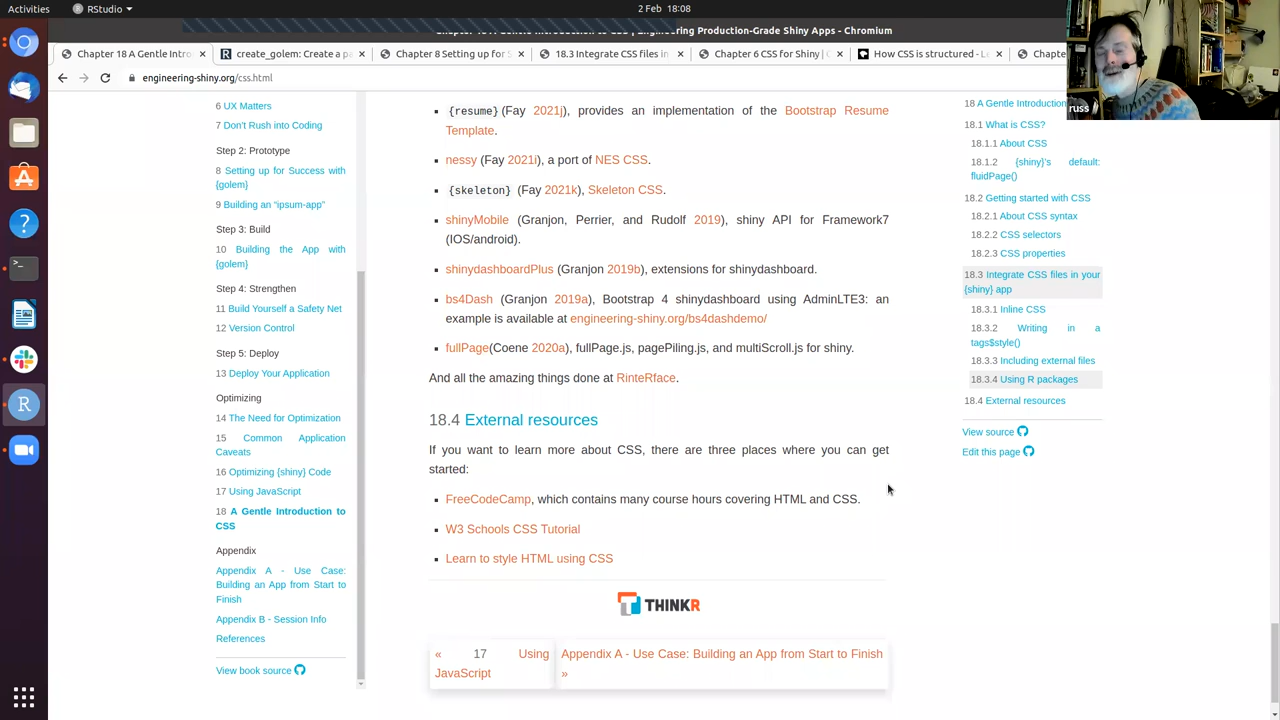 RStudio
2 Feb 18:08
Engineering Production-Grade Shiny Apps - Chromium
Chapter 18 A Gentle Intro
create_golem: Create a pa
Chapter 8 Setting up for S
18.3 Integrate CSS files in
Chapter 6 CSS for Shiny | O
How CSS is structured - Le
Chapte
engineering-shiny.org/css.html
russ
6 UX Matters
7 Don't Rush into Coding
Step 2: Prototype
8 Setting up for Success with
{golem}
9 Building an “ipsum-app”
Step 3: Build
10 Building the App with
{golem}
Step 4: Strengthen
11 Build Yourself a Safety Net
12 Version Control
Step 5: Deploy
13 Deploy Your Application
Optimizing
14 The Need for Optimization
15 Common Application
Caveats
16 Optimizing {shiny} Code
17 Using JavaScript
18 A Gentle Introduction to
CSS
Appendix
Appendix A - Use Case:
Building an App from Start to
Finish
Appendix B - Session Info
References
View book source
{resume} (Fay 2021j), provides an implementation of the Bootstrap Resume
Template.
nessy (Fay 2021i), a port of NES CSS.
{skeleton} (Fay 2021k), Skeleton CSS.
shinyMobile (Granjon, Perrier, and Rudolf 2019), shiny API for Framework7
(IOS/android).
shinydashboardPlus (Granjon 2019b), extensions for shinydashboard.
bs4Dash (Granjon 2019a), Bootstrap 4 shinydashboard using AdminLTE3: an
example is available at engineering-shiny.org/bs4dashdemo/
fullPage(Coene 2020a), fullPage.js, pagePiling.js, and multiScroll.js for shiny.
And all the amazing things done at RinteRface.
18.4 External resources
If you want to learn more about CSS, there are three places where you can get
started:
FreeCodeCamp, which contains many course hours covering HTML and CSS.
W3 Schools CSS Tutorial
Learn to style HTML using CSS
THINKR
« 17 Using
JavaScript
Appendix A - Use Case: Building an App from Start to Finish
»
18 A Gentle Introduction
18.1 What is CSS?
18.1.1 About CSS
18.1.2 {shiny}'s default:
fluidPage()
18.2 Getting started with CSS
18.2.1 About CSS syntax
18.2.2 CSS selectors
18.2.3 CSS properties
18.3 Integrate CSS files in your
{shiny} app
18.3.1 Inline CSS
18.3.2 Writing in a
tags$style()
18.3.3 Including external files
18.3.4 Using R packages
18.4 External resources
View source
Edit this page